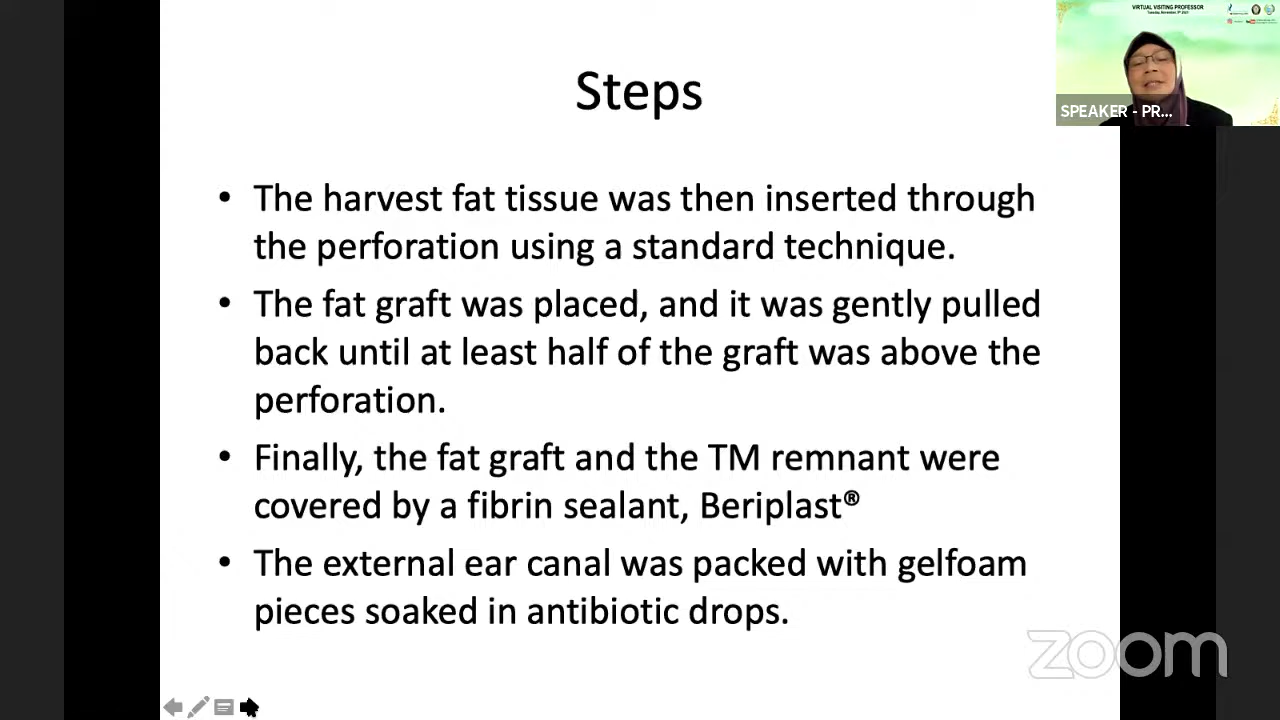 VIRTUAL VISITING PROFESSOR
SPEAKER - PR...
Steps
• The harvest fat tissue was then inserted through
the perforation using a standard technique.
• The fat graft was placed, and it was gently pulled
back until at least half of the graft was above the
perforation.
• Finally, the fat graft and the TM remnant were
covered by a fibrin sealant, Beriplast®
• The external ear canal was packed with gelfoam
pieces soaked in antibiotic drops.
zoom